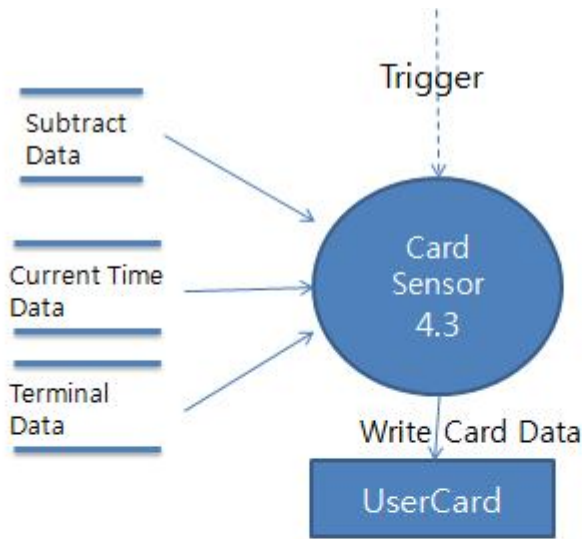 Trigger
Subtract
Data
Card
Sensor
4.3
Current Time
Data
Terminal
Data
Write Card Data
UserCard